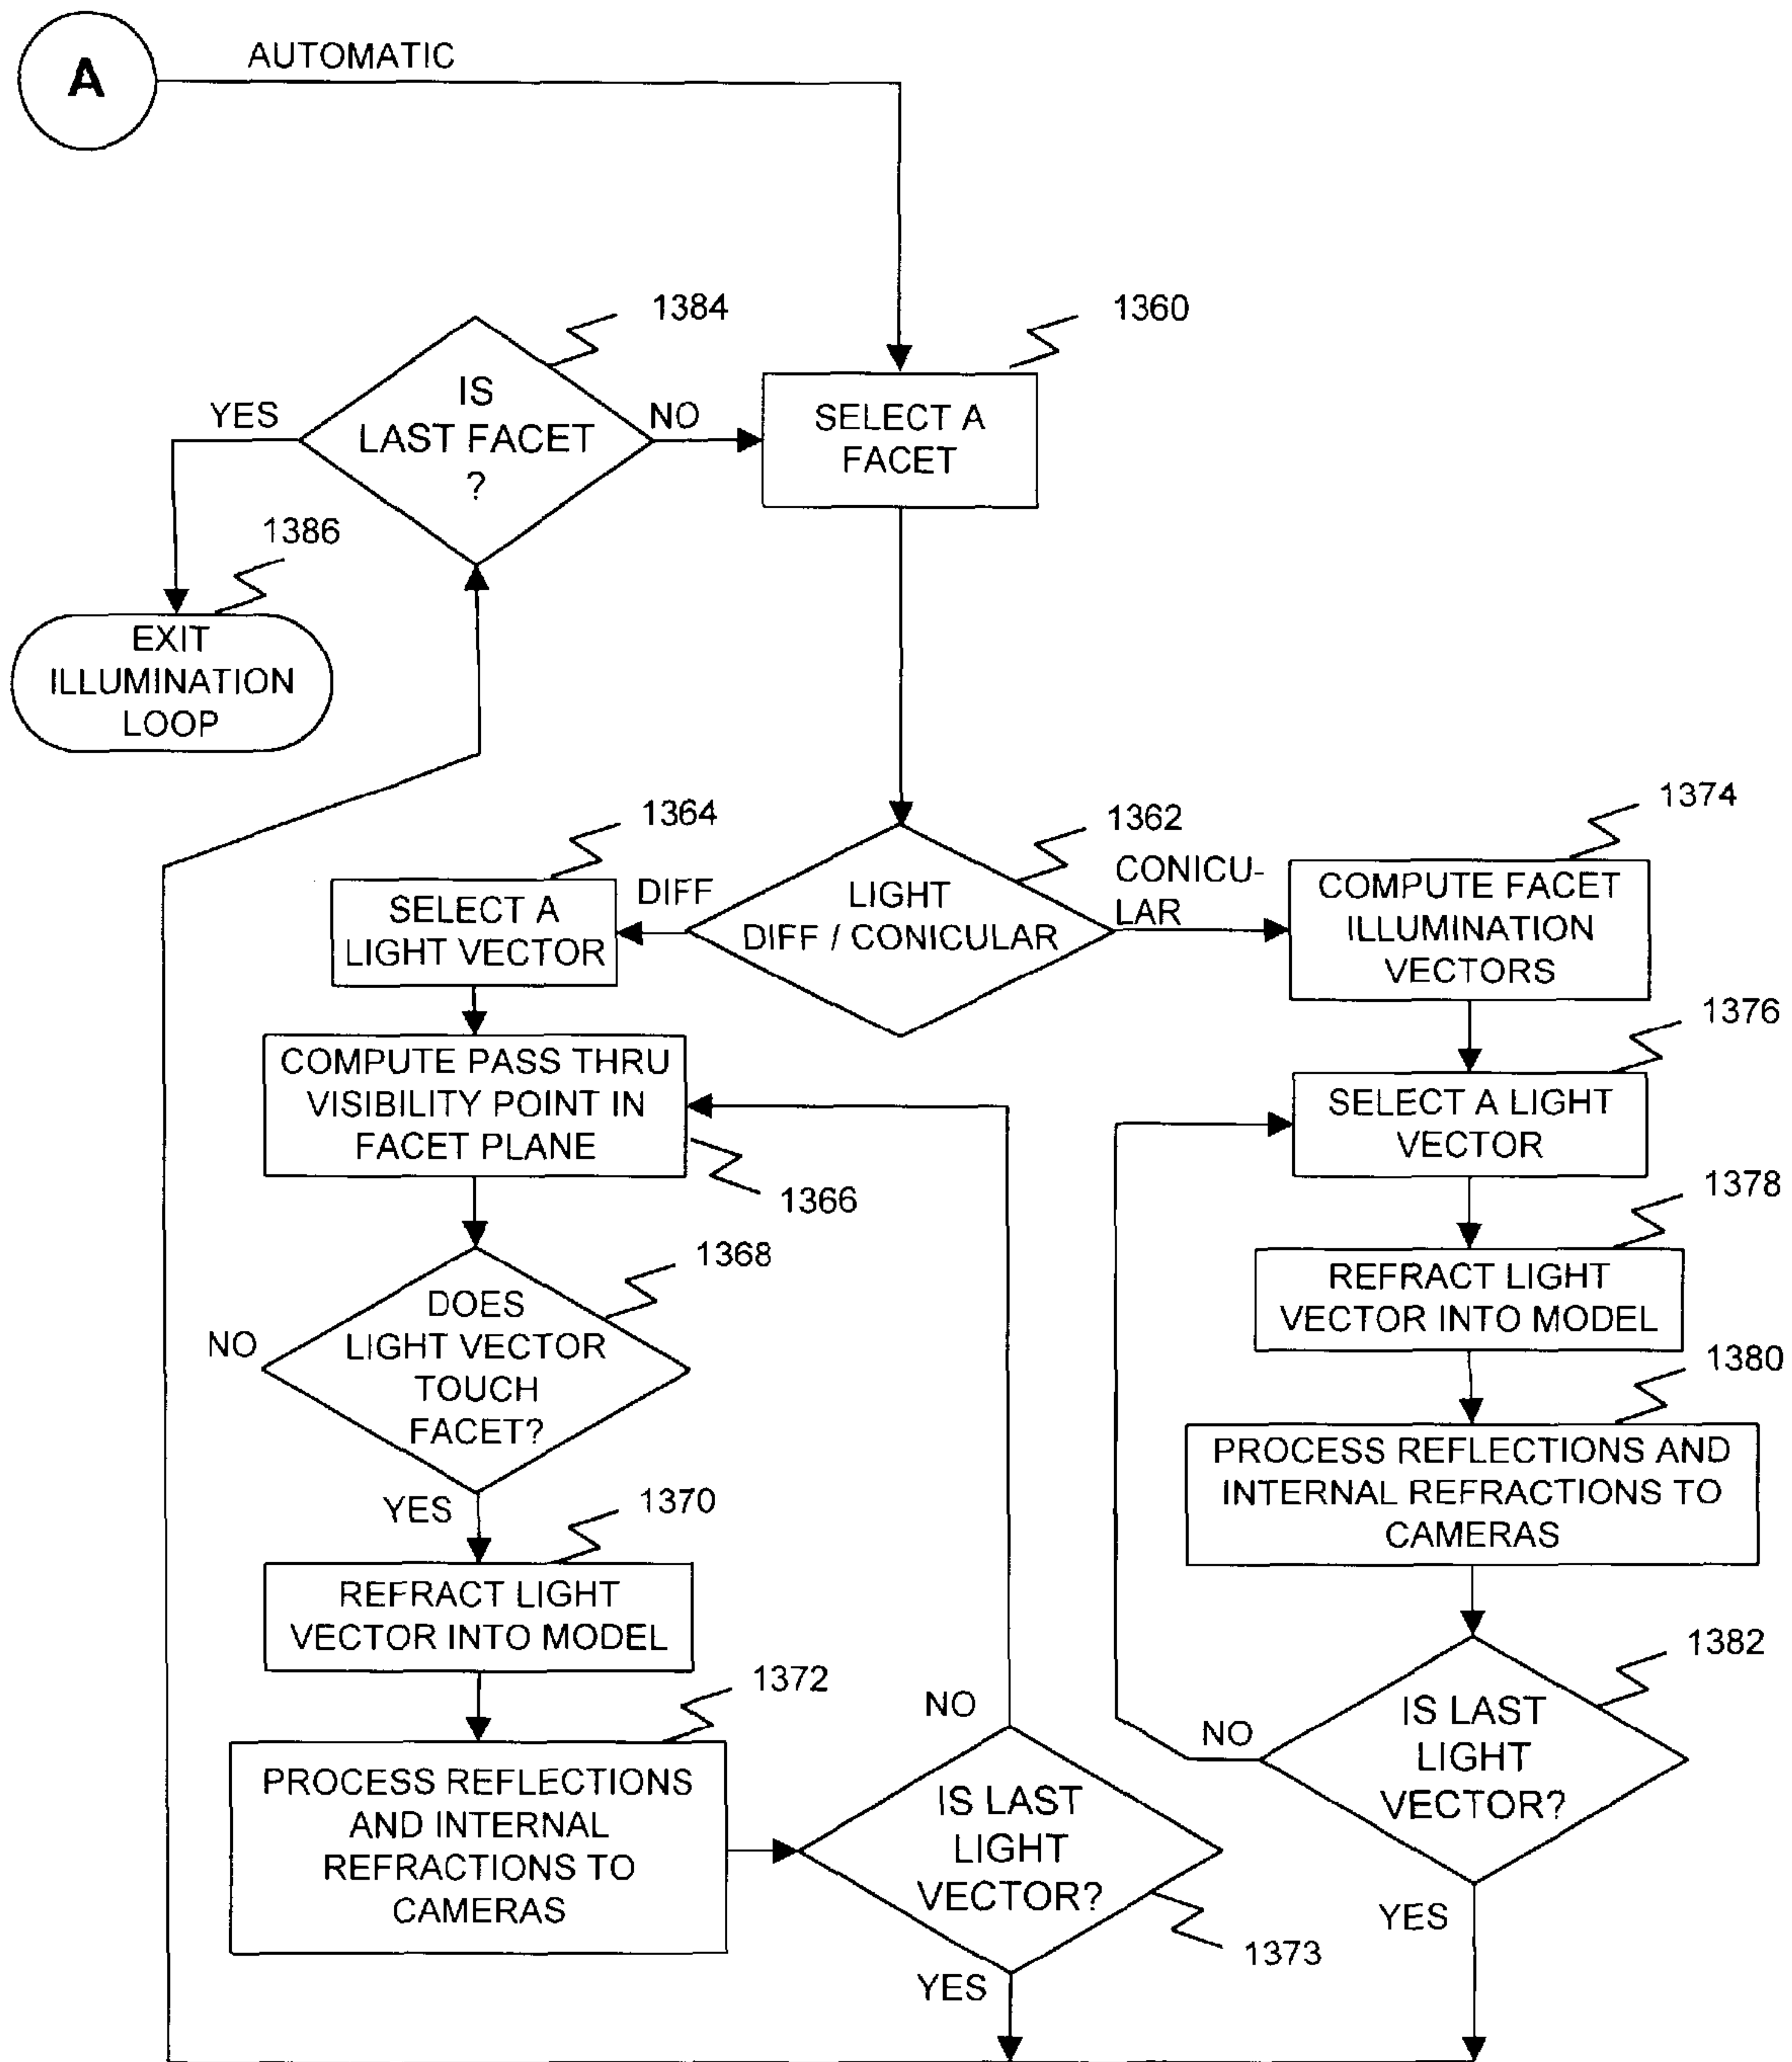 A
AUTOMATIC
1384
1360
IS
LAST FACET
?
YES
NO
SELECT A
FACET
1386
EXIT
ILLUMINATION
LOOP
1364
1362
1374
SELECT A
LIGHT VECTOR
DIFF
LIGHT
DIFF / CONICULAR
CONICU-
LAR
COMPUTE FACET
ILLUMINATION
VECTORS
1376
COMPUTE PASS THRU
VISIBILITY POINT IN
FACET PLANE
1366
SELECT A LIGHT
VECTOR
1378
1368
DOES
LIGHT VECTOR
TOUCH
FACET?
NO
YES
REFRACT LIGHT
VECTOR INTO MODEL
1380
PROCESS REFLECTIONS AND
INTERNAL REFRACTIONS TO
CAMERAS
1370
REFRACT LIGHT
VECTOR INTO MODEL
1372
PROCESS REFLECTIONS
AND INTERNAL
REFRACTIONS TO
CAMERAS
NO
IS LAST
LIGHT
VECTOR?
1373
YES
1382
NO
IS LAST
LIGHT
VECTOR?
YES